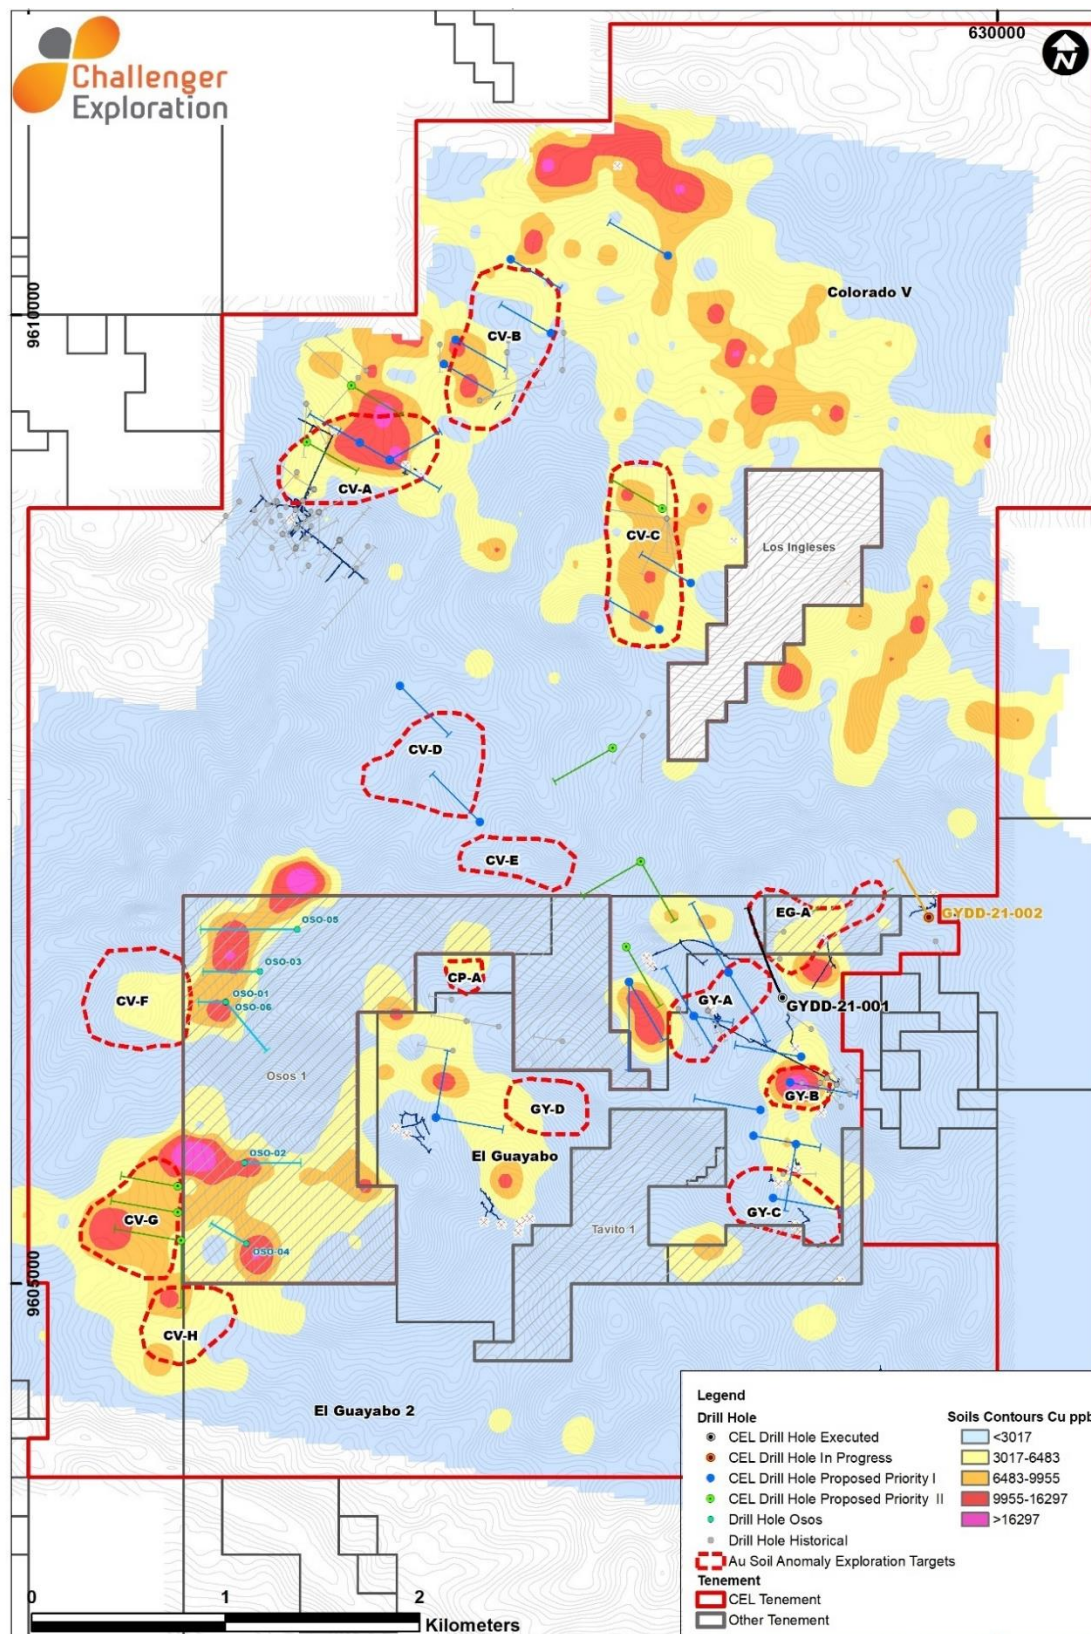 630000
N
Challenger
Exploration
Colorado V
9610000
CV-B
CV-A
CV-C
Los Ingleses
CV-D
CV-E
EG-A
GYDD-21-002
OSO-05
OSO-03
CP-A
CV-F
OSO-01
OSO-06
GY-A
GYDD-21-001
Osos 1
GY-B
GY-D
El Guayabo
OSO-02
CV-G
GY-C
Tavito 1
OSO-04
9605000
CV-H
El Guayabo 2
Legend
Drill Hole
CEL Drill Hole Executed
CEL Drill Hole In Progress
CEL Drill Hole Proposed Priority I
CEL Drill Hole Proposed Priority II
Drill Hole Osos
Drill Hole Historical
Au Soil Anomaly Exploration Targets
Tenement
CEL Tenement
Other Tenement
Soils Contours Cu ppb
<3017
3017-6483
6483-9955
9955-16297
>16297
0 1 2
Kilometers